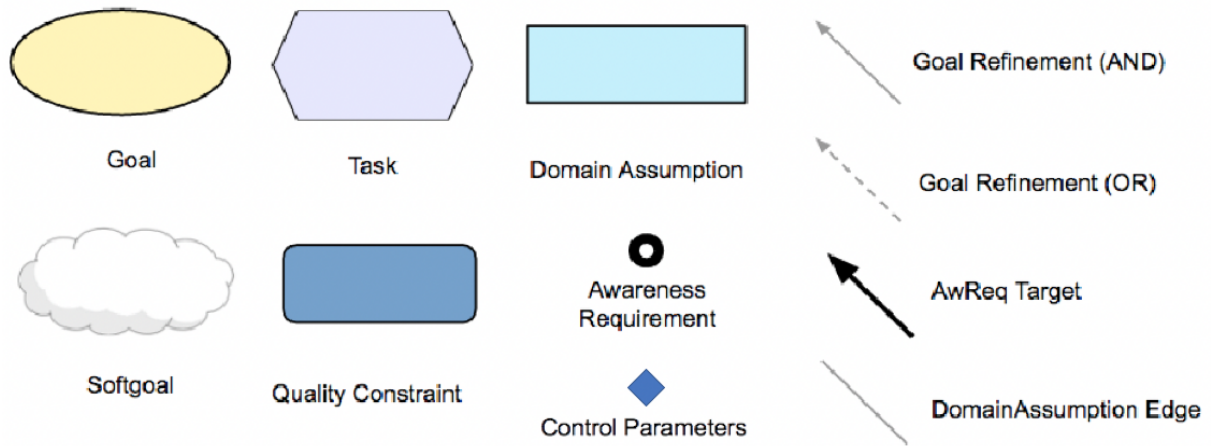 Goal
Task
Domain Assumption
Goal Refinement (AND)
Goal Refinement (OR)
Softgoal
Quality Constraint
Awareness
Requirement
Control Parameters
AwReq Target
DomainAssumption Edge